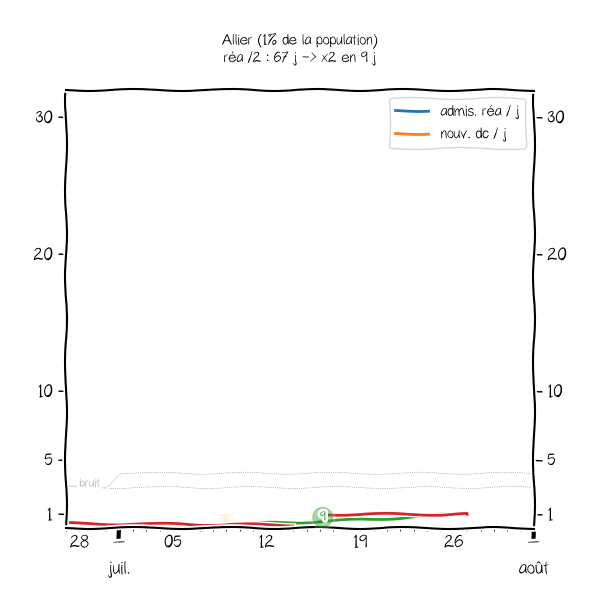 Allier (1% de la population)
réa /2 : 67 j -> x2 en 9 j
admis. réa / j
nouv. dc / j
30
30
20
20
10
10
5
5
bruit
1
9
1
28
05
12
19
26
juil.
août